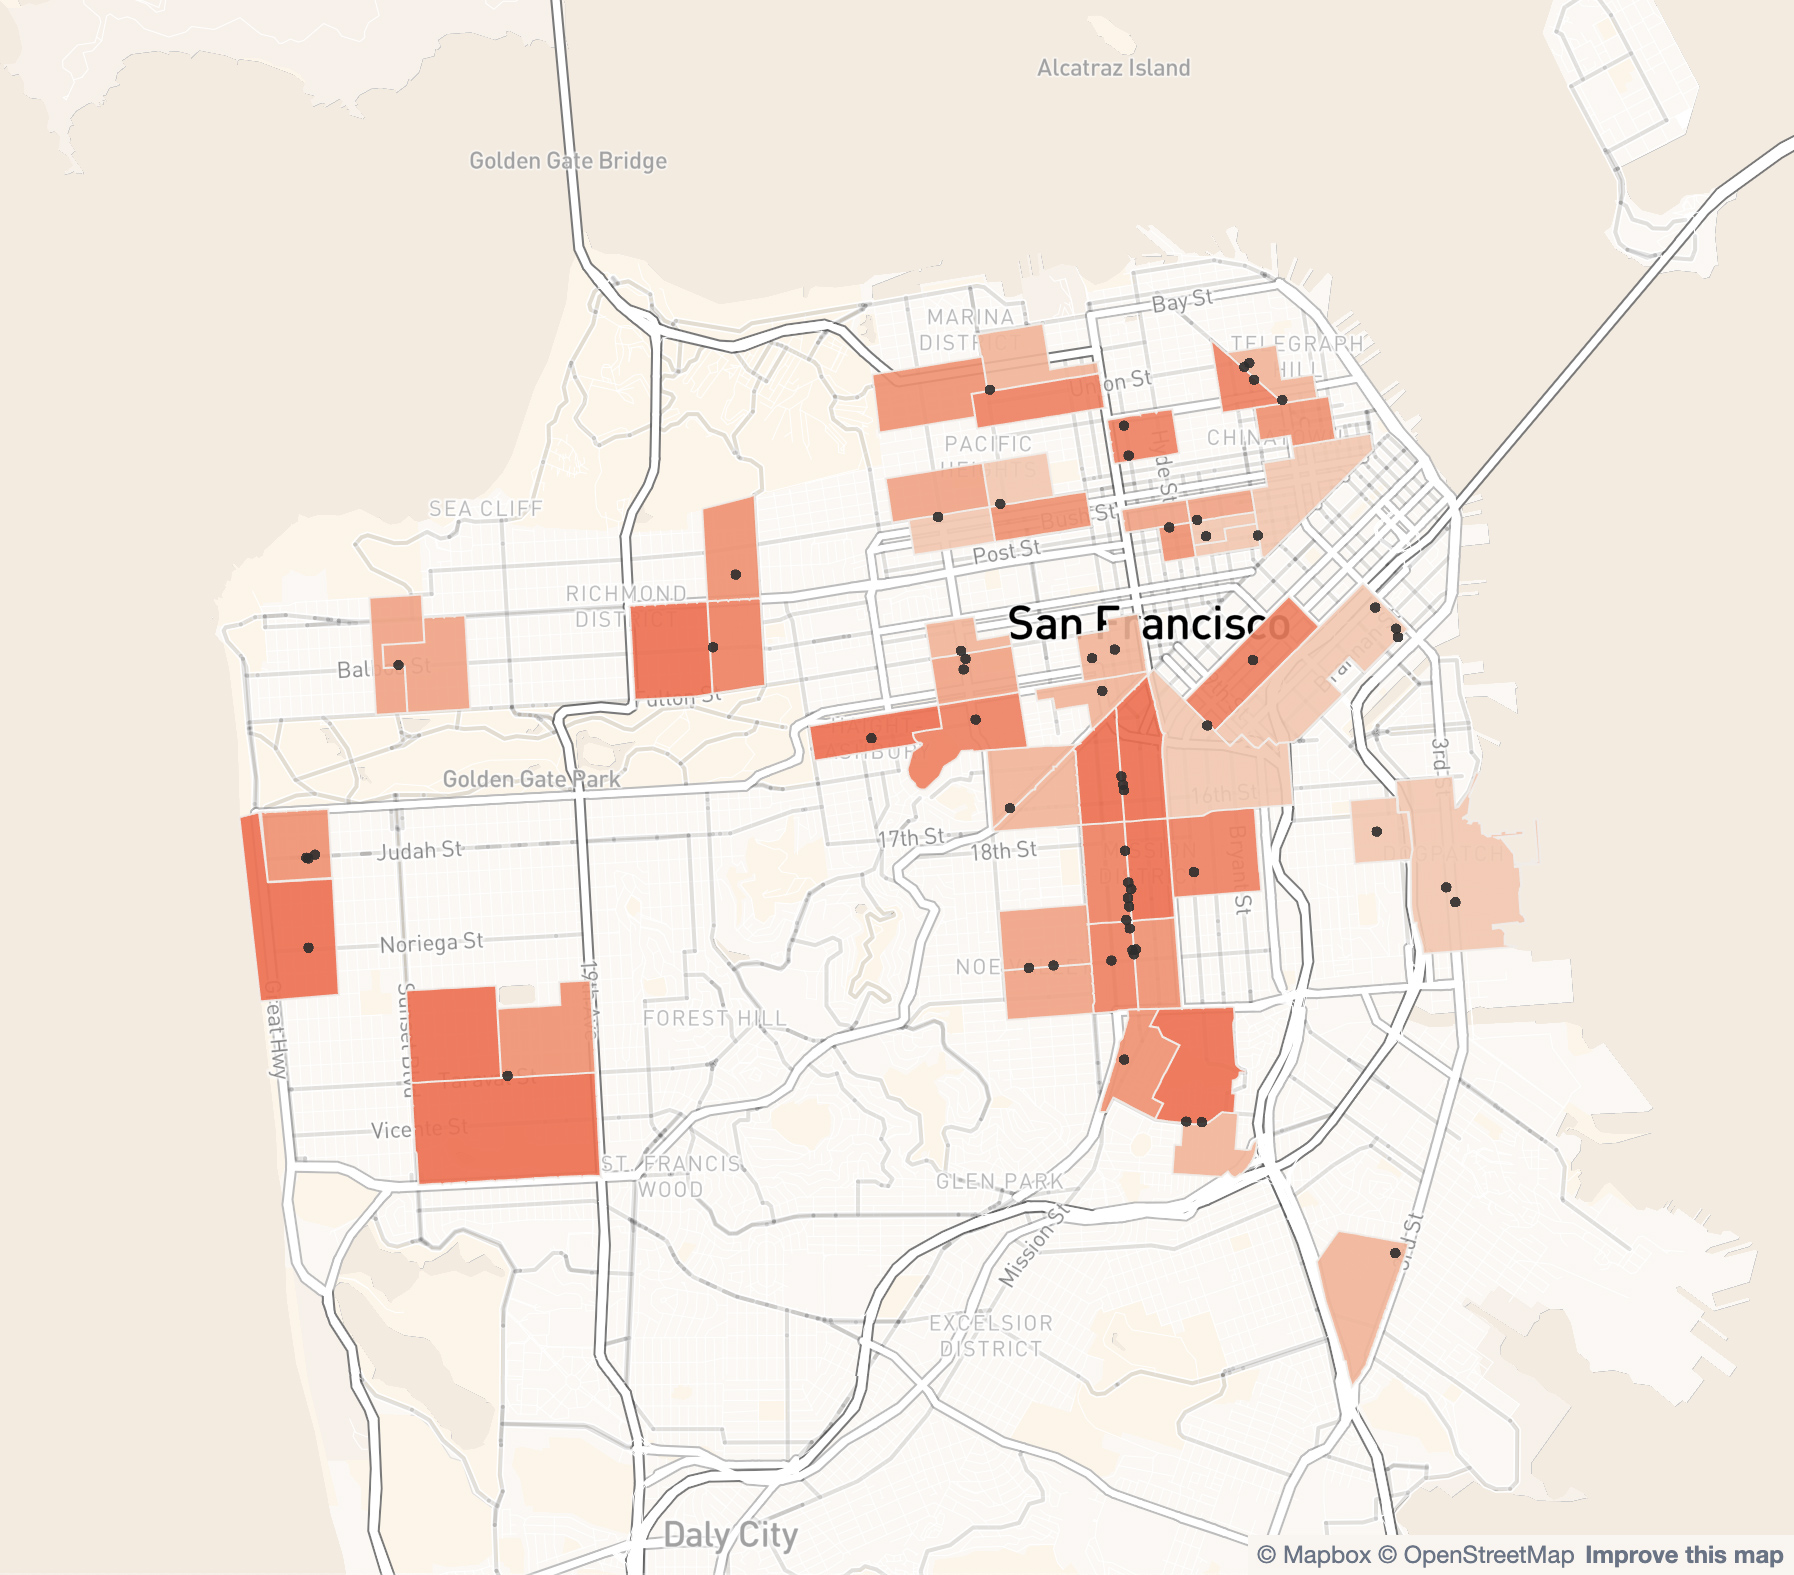 Alcatraz Island
Golden Gate Bridge
Bay St
MARINA
DISTRICT
TELEGRAPH
HILL
Union St
PACIFIC
HEIGHTS
Hyde St
SEA CLIFF
Bush St
Post St
RICHMOND
DISTRICT
San Francisco
Balboa St
Fulton St
Golden Gate Park
3rd St
16th St
17th St
18th St
Judah St
MISSION
DISTRICT
Bryant St
Noriega St
NOE
Great Hwy
Sunset Blvd
19th Ave
FOREST HILL
Taraval St
Vicente St
ST. FRANCIS
WOOD
GLEN PARK
Mission St
3rd St
EXCELSIOR
DISTRICT
Daly City
© Mapbox © OpenStreetMap Improve this map